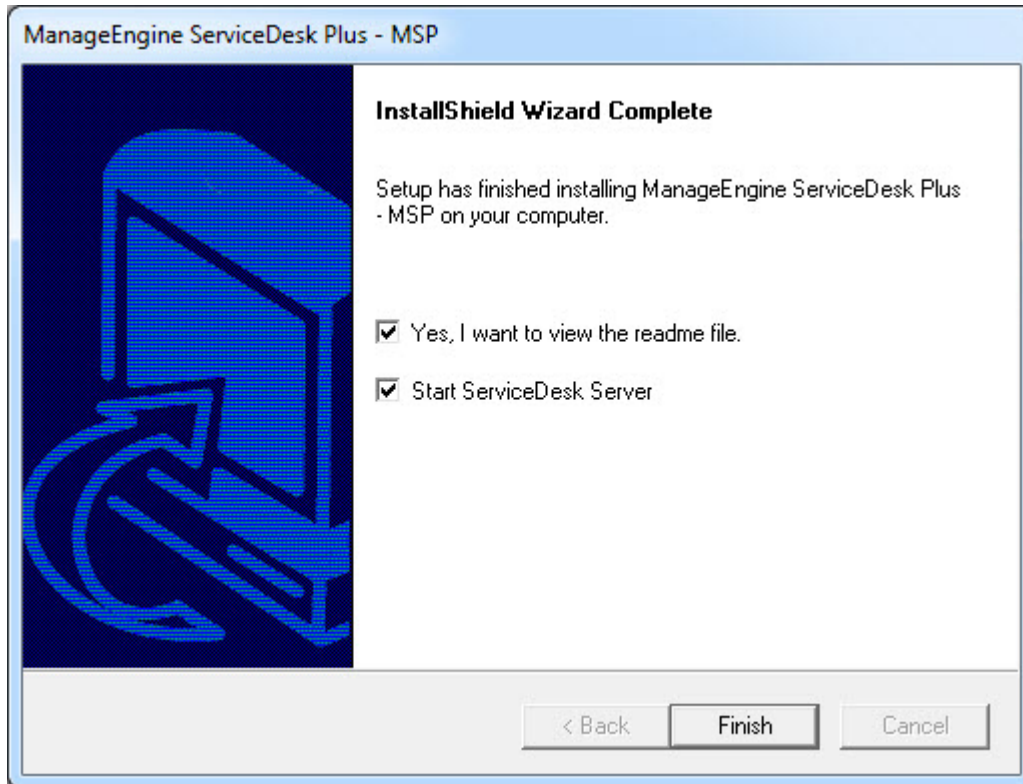 ManageEngine ServiceDesk Plus - MSP
InstallShield Wizard Complete
Setup has finished installing ManageEngine ServiceDesk Plus
- MSP on your computer.
Yes, I want to view the readme file.
Start ServiceDesk Server
< Back Finish Cancel